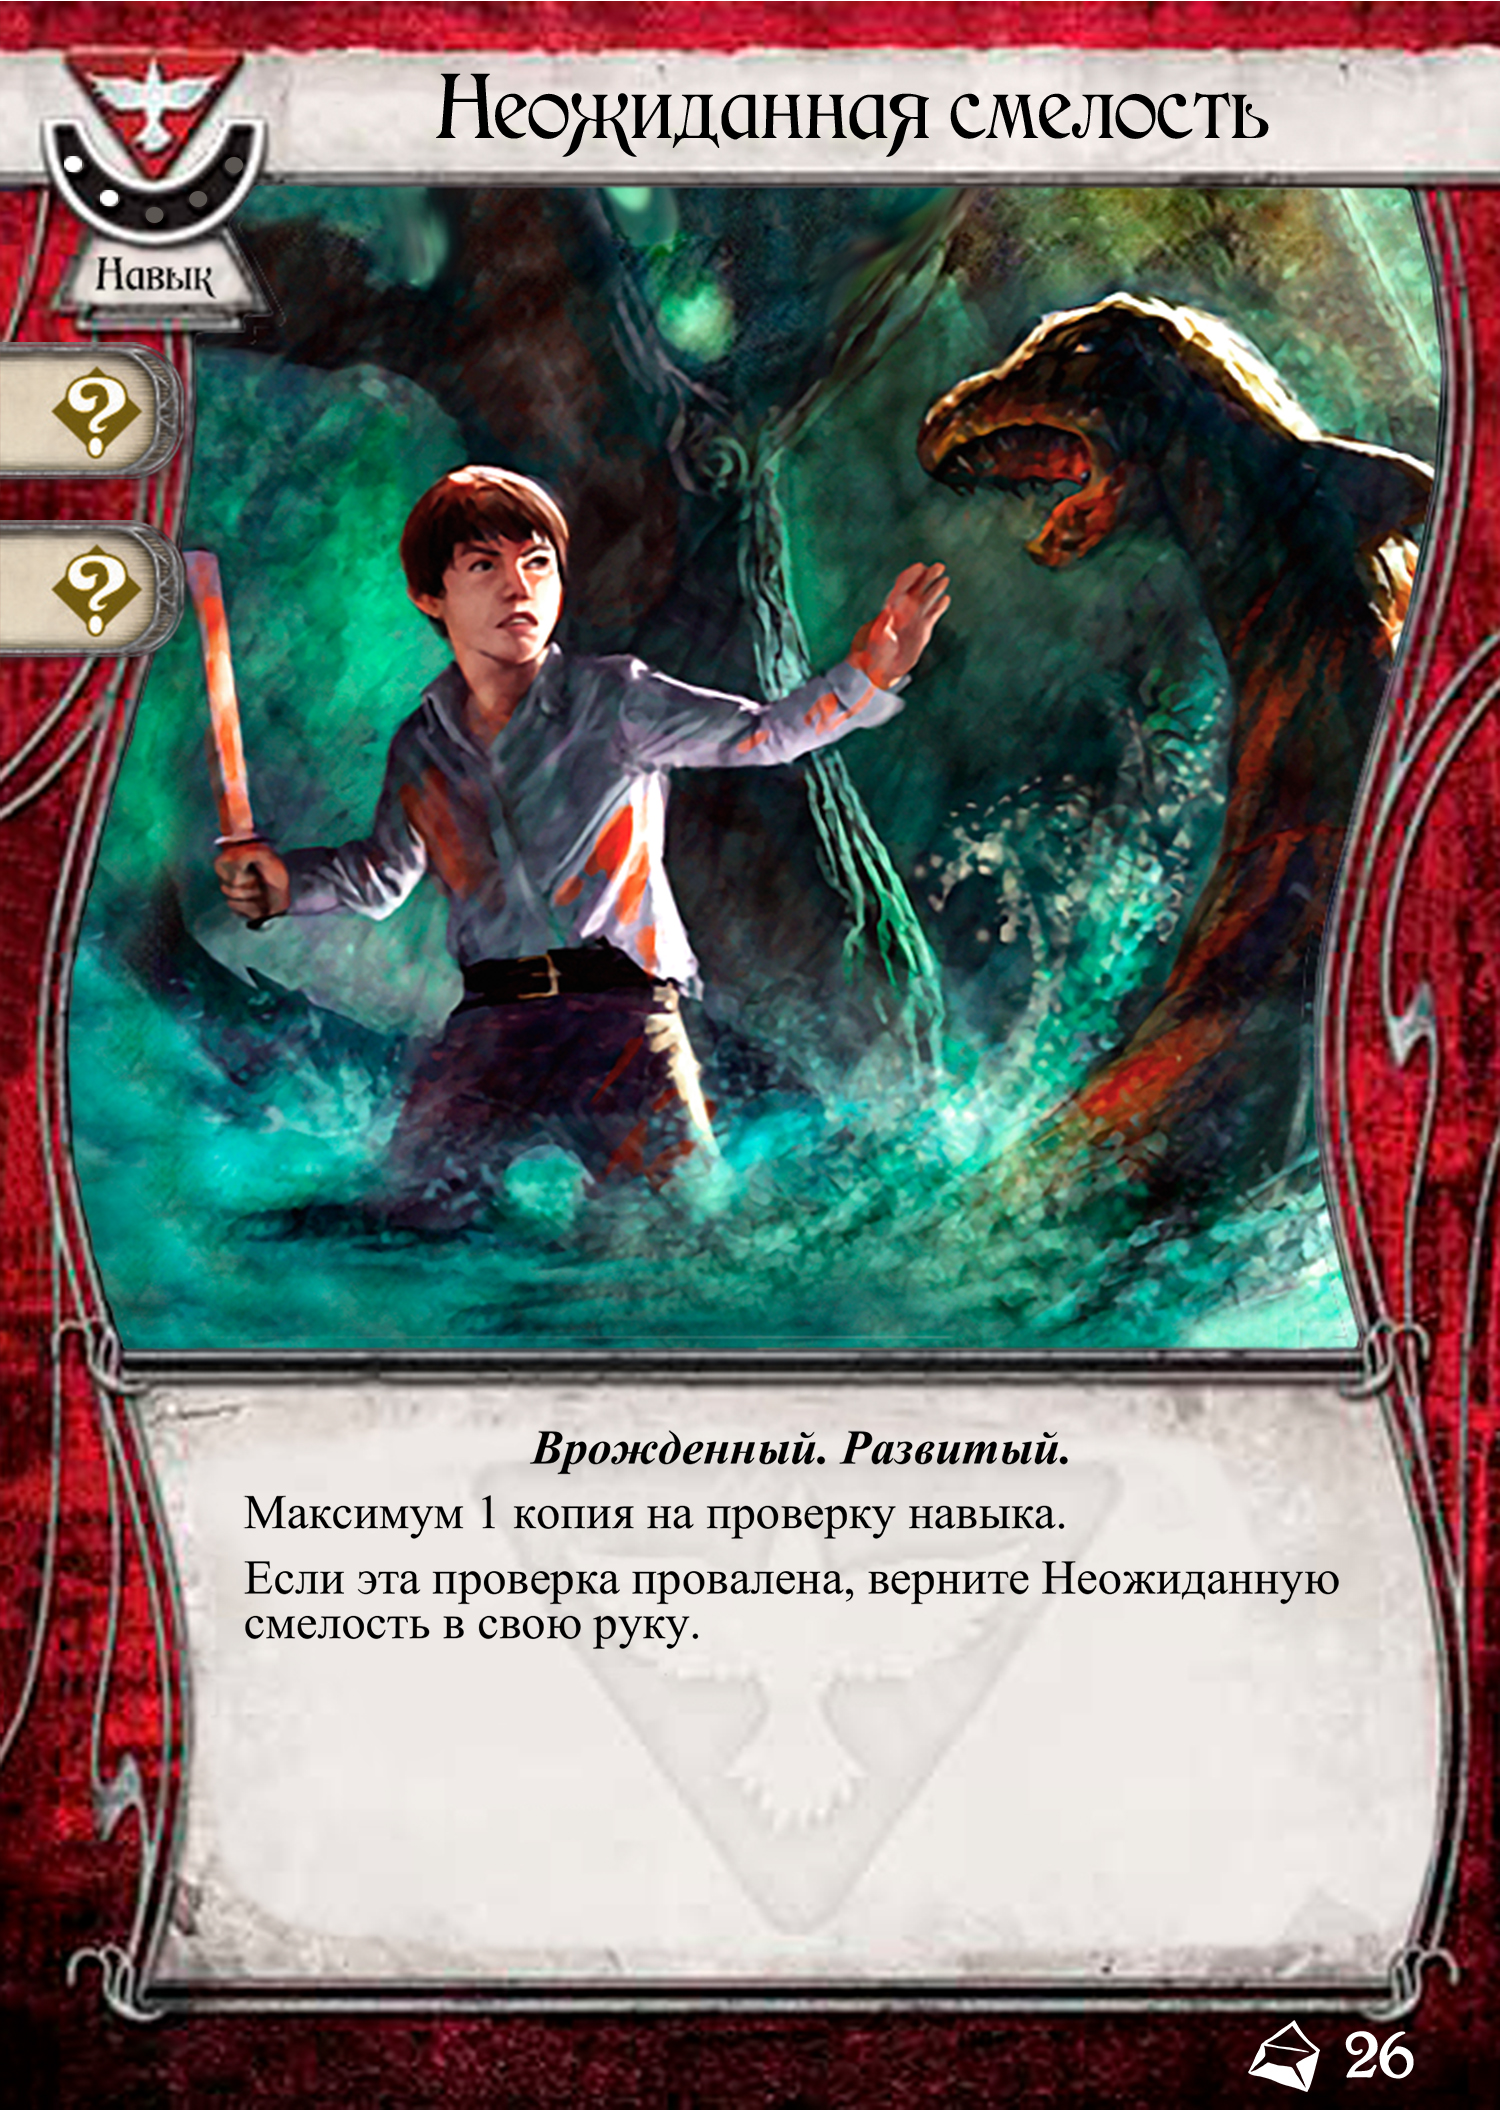 Неожиданная смелость
Навык
?
?
Врожденный. Развитый.
Максимум 1 копия на проверку навыка.
Если эта проверка провалена, верните Неожиданную
смелость в свою руку.
26